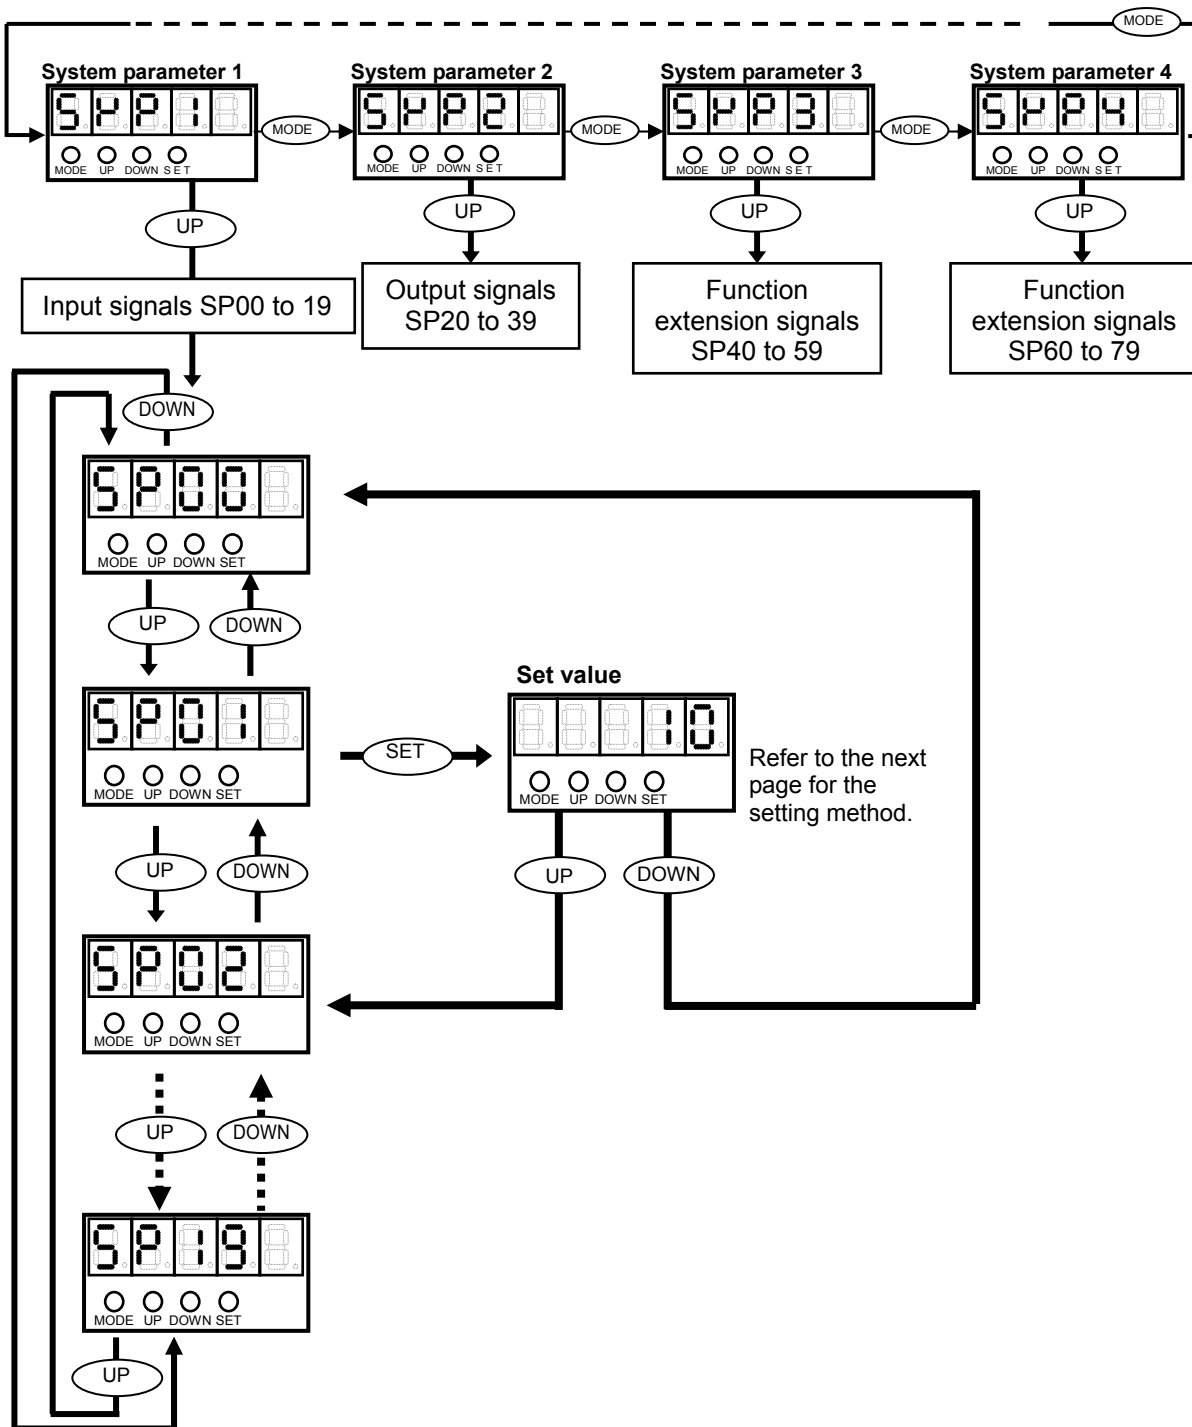 MODE
System parameter 1
System parameter 2
System parameter 3
System parameter 4
SYP1
MODE
SYP2
MODE
SYP3
MODE
SYP4
MODE UP DOWN SET
MODE UP DOWN SET
MODE UP DOWN SET
MODE UP DOWN SET
UP
UP
UP
UP
Input signals SP00 to 19
Output signals
SP20 to 39
Function
extension signals
SP40 to 59
Function
extension signals
SP60 to 79
DOWN
SP00
MODE UP DOWN SET
UP
DOWN
SP01
MODE UP DOWN SET
SET
Set value
10
MODE UP DOWN SET
Refer to the next
page for the
setting method.
UP
DOWN
UP
DOWN
SP02
MODE UP DOWN SET
UP
DOWN
SP19
MODE UP DOWN SET
UP